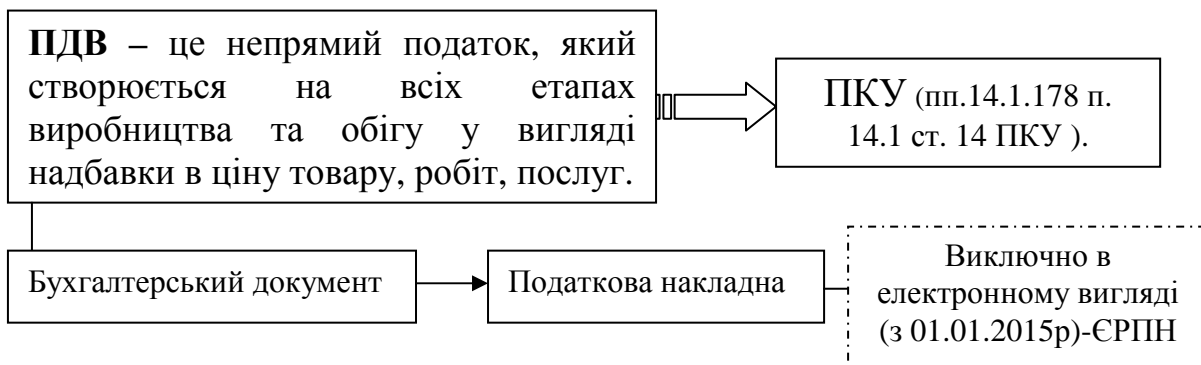 ПДВ – це непрямий податок, який
створюється на всіх етапах
виробництва та обігу у вигляді
надбавки в ціну товару, робіт, послуг.
ПКУ (пп.14.1.178 п.
14.1 ст. 14 ПКУ ).
Бухгалтерський документ
Податкова накладна
Виключно в
електронному вигляді
(з 01.01.2015р)-ЄРПН